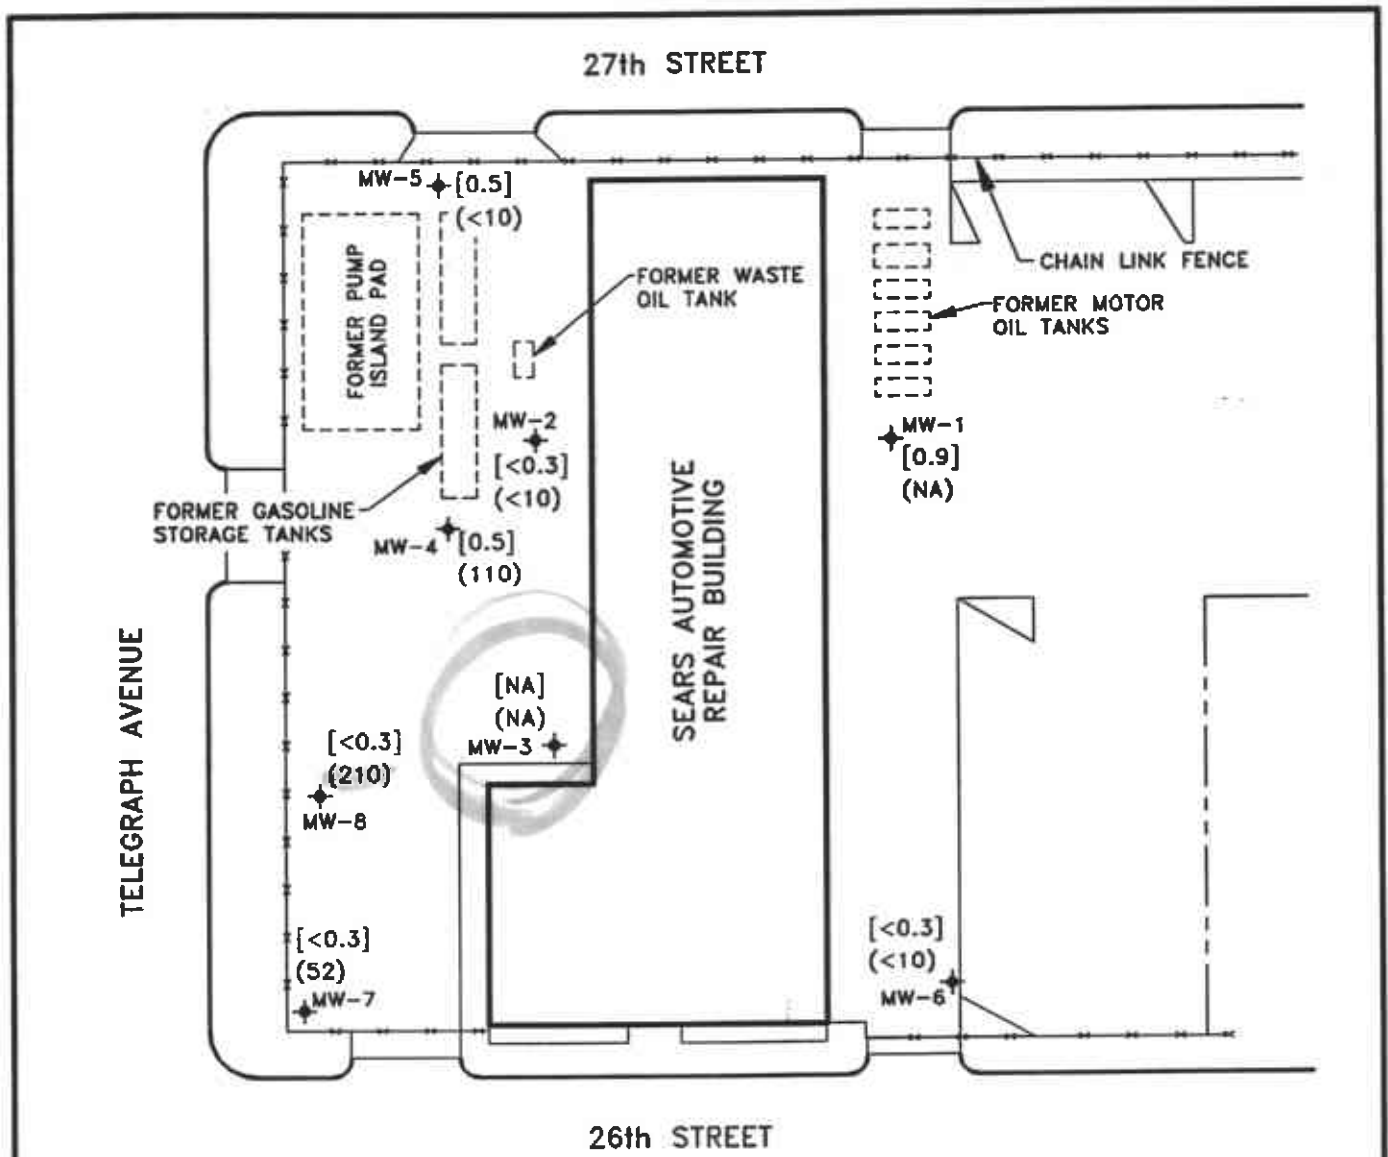 27th STREET
MW-5
[0.5]
(<10)
FORMER PUMP
ISLAND PAD
FORMER WASTE
OIL TANK
CHAIN LINK FENCE
FORMER MOTOR
OIL TANKS
MW-2
[<0.3]
(<10)
MW-1
[0.9]
(NA)
FORMER GASOLINE
STORAGE TANKS
MW-4
[0.5]
(110)
SEARS AUTOMOTIVE
REPAIR BUILDING
TELEGRAPH AVENUE
[NA]
(NA)
MW-3
[<0.3]
(210)
MW-8
[<0.3]
(52)
MW-7
[<0.3]
(<10)
MW-6
26th STREET